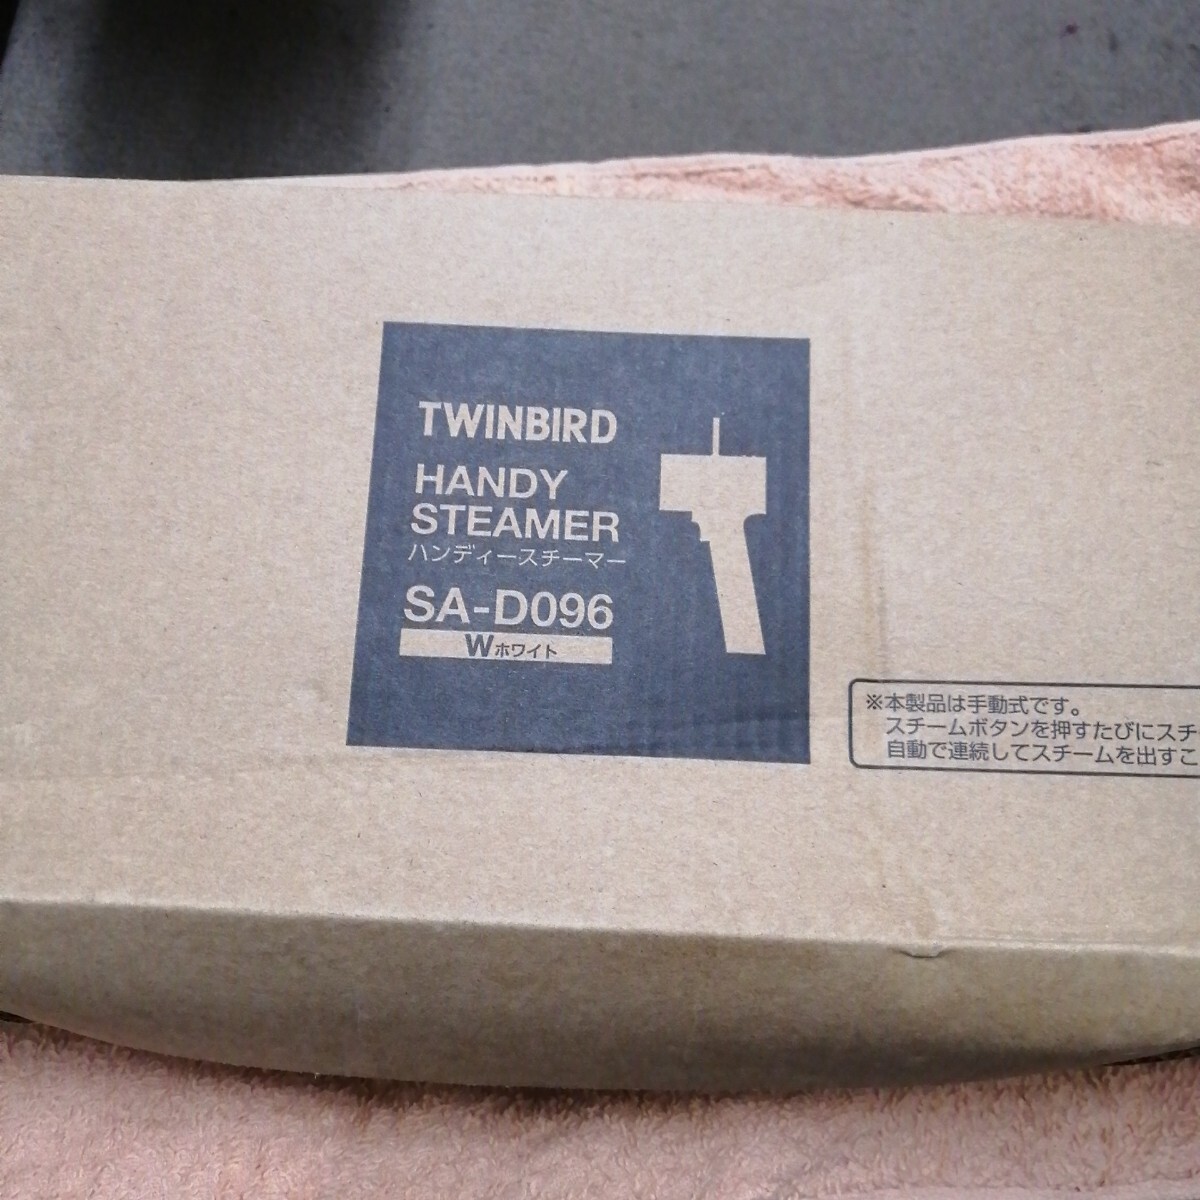 TWINBIRD
HANDY
STEAMER
ハンディースチーマー
SA-D096
Wホワイト
※本製品は手動式です。
スチームボタンを押すたびにスチ
自動で連続してスチームを出すこ